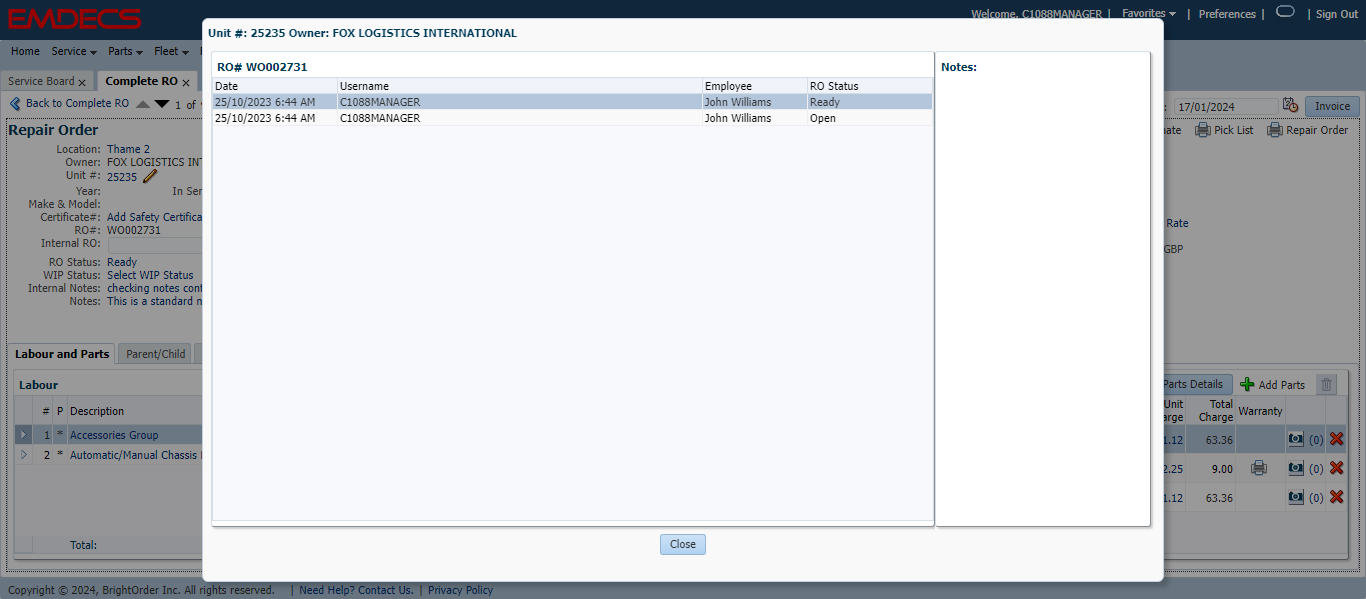 EMDECS
Welcome, C1088MANAGER | Favorites | Preferences | | Sign Out
Home Service Parts Fleet
Service Board x Complete RO x
Back to Complete RO 1 of
: 17/01/2024 Invoice
Pick List Repair Order
Repair Order
Location: Thame 2
Owner: FOX LOGISTICS INT
Unit #: 25235
Year: In Ser
Make & Model:
Certificate#: Add Safety Certifica
RO#: WO002731
Internal RO:
RO Status: Ready
WIP Status: Select WIP Status
Internal Notes: checking notes cont
Notes: This is a standard n
Rate
GBP
Unit #: 25235 Owner: FOX LOGISTICS INTERNATIONAL
RO# WO002731
Date Username Employee RO Status
25/10/2023 6:44 AM C1088MANAGER John Williams Ready
25/10/2023 6:44 AM C1088MANAGER John Williams Open
Notes:
Close
Labour and Parts Parent/Child
Labour
# P Description
1 * Accessories Group
2 * Automatic/Manual Chassis
Total:
Parts Details Add Parts
Unit Total
arge Charge Warranty
1.12 63.36 (0)
2.25 9.00 (0)
1.12 63.36 (0)
Copyright © 2024, BrightOrder Inc. All rights reserved. | Need Help? Contact Us. | Privacy Policy